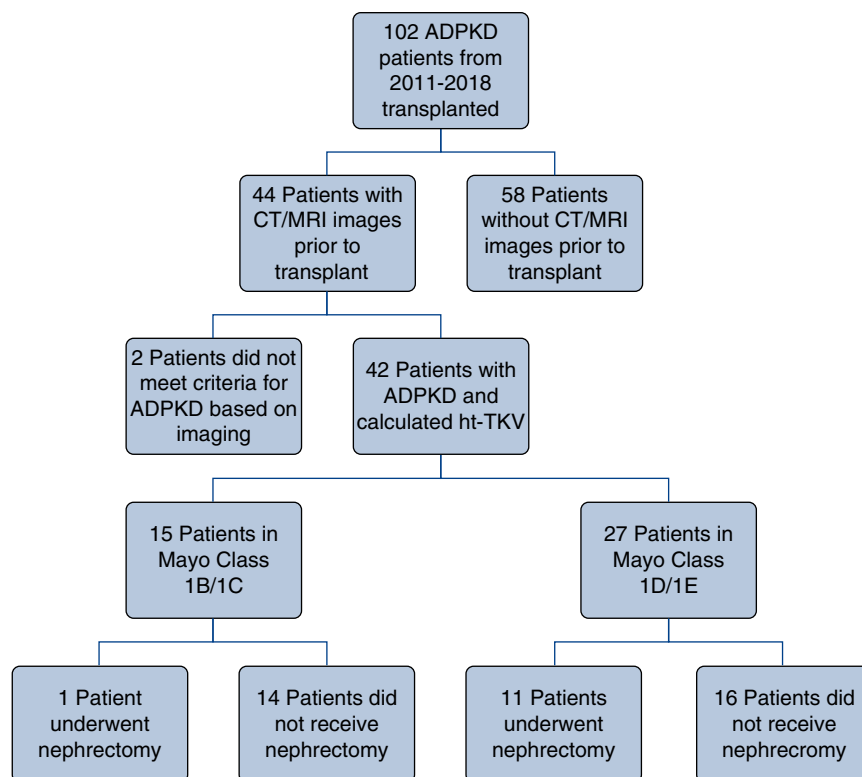 102 ADPKD
patients from
2011-2018
transplanted
44 Patients with
CT/MRI images
prior to
transplant
58 Patients
without CT/MRI
images prior to
transplant
2 Patients did not
meet criteria for
ADPKD based on
imaging
42 Patients with
ADPKD and
calculated ht-TKV
15 Patients in
Mayo Class
1B/1C
27 Patients in
Mayo Class
1D/1E
1 Patient
underwent
nephrectomy
14 Patients did
not receive
nephrectomy
11 Patients
underwent
nephrectomy
16 Patients did
not receive
nephrecromy